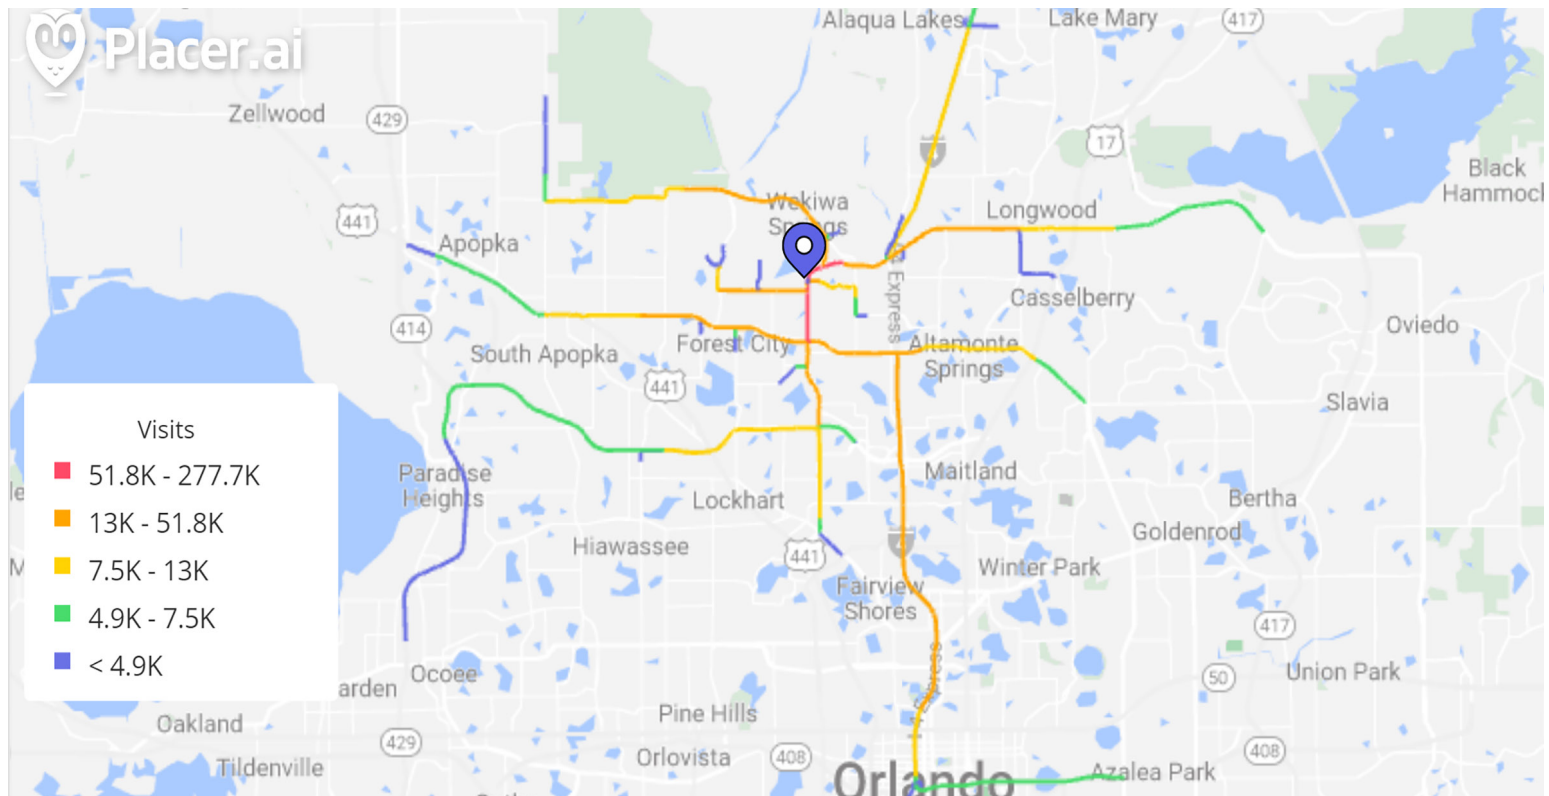 Placer.ai
Alaqua Lakes
Lake Mary
417
Zellwood
429
17
Black
Hammock
441
Wekiwa
Springs
Longwood
Apopka
Express
Casselberry
414
Oviedo
Forest City
Altamonte
Springs
South Apopka
441
Slavia
Visits
51.8K - 277.7K
13K - 51.8K
7.5K - 13K
4.9K - 7.5K
< 4.9K
Paradise
Heights
Maitland
Lockhart
Bertha
Goldenrod
Hiawassee
441
4
Winter Park
Fairview
Shores
417
Ocoee
arden
50
Union Park
Pine Hills
Oakland
429
Orlovista
408
408
Tildenville
Azalea Park
Orlando